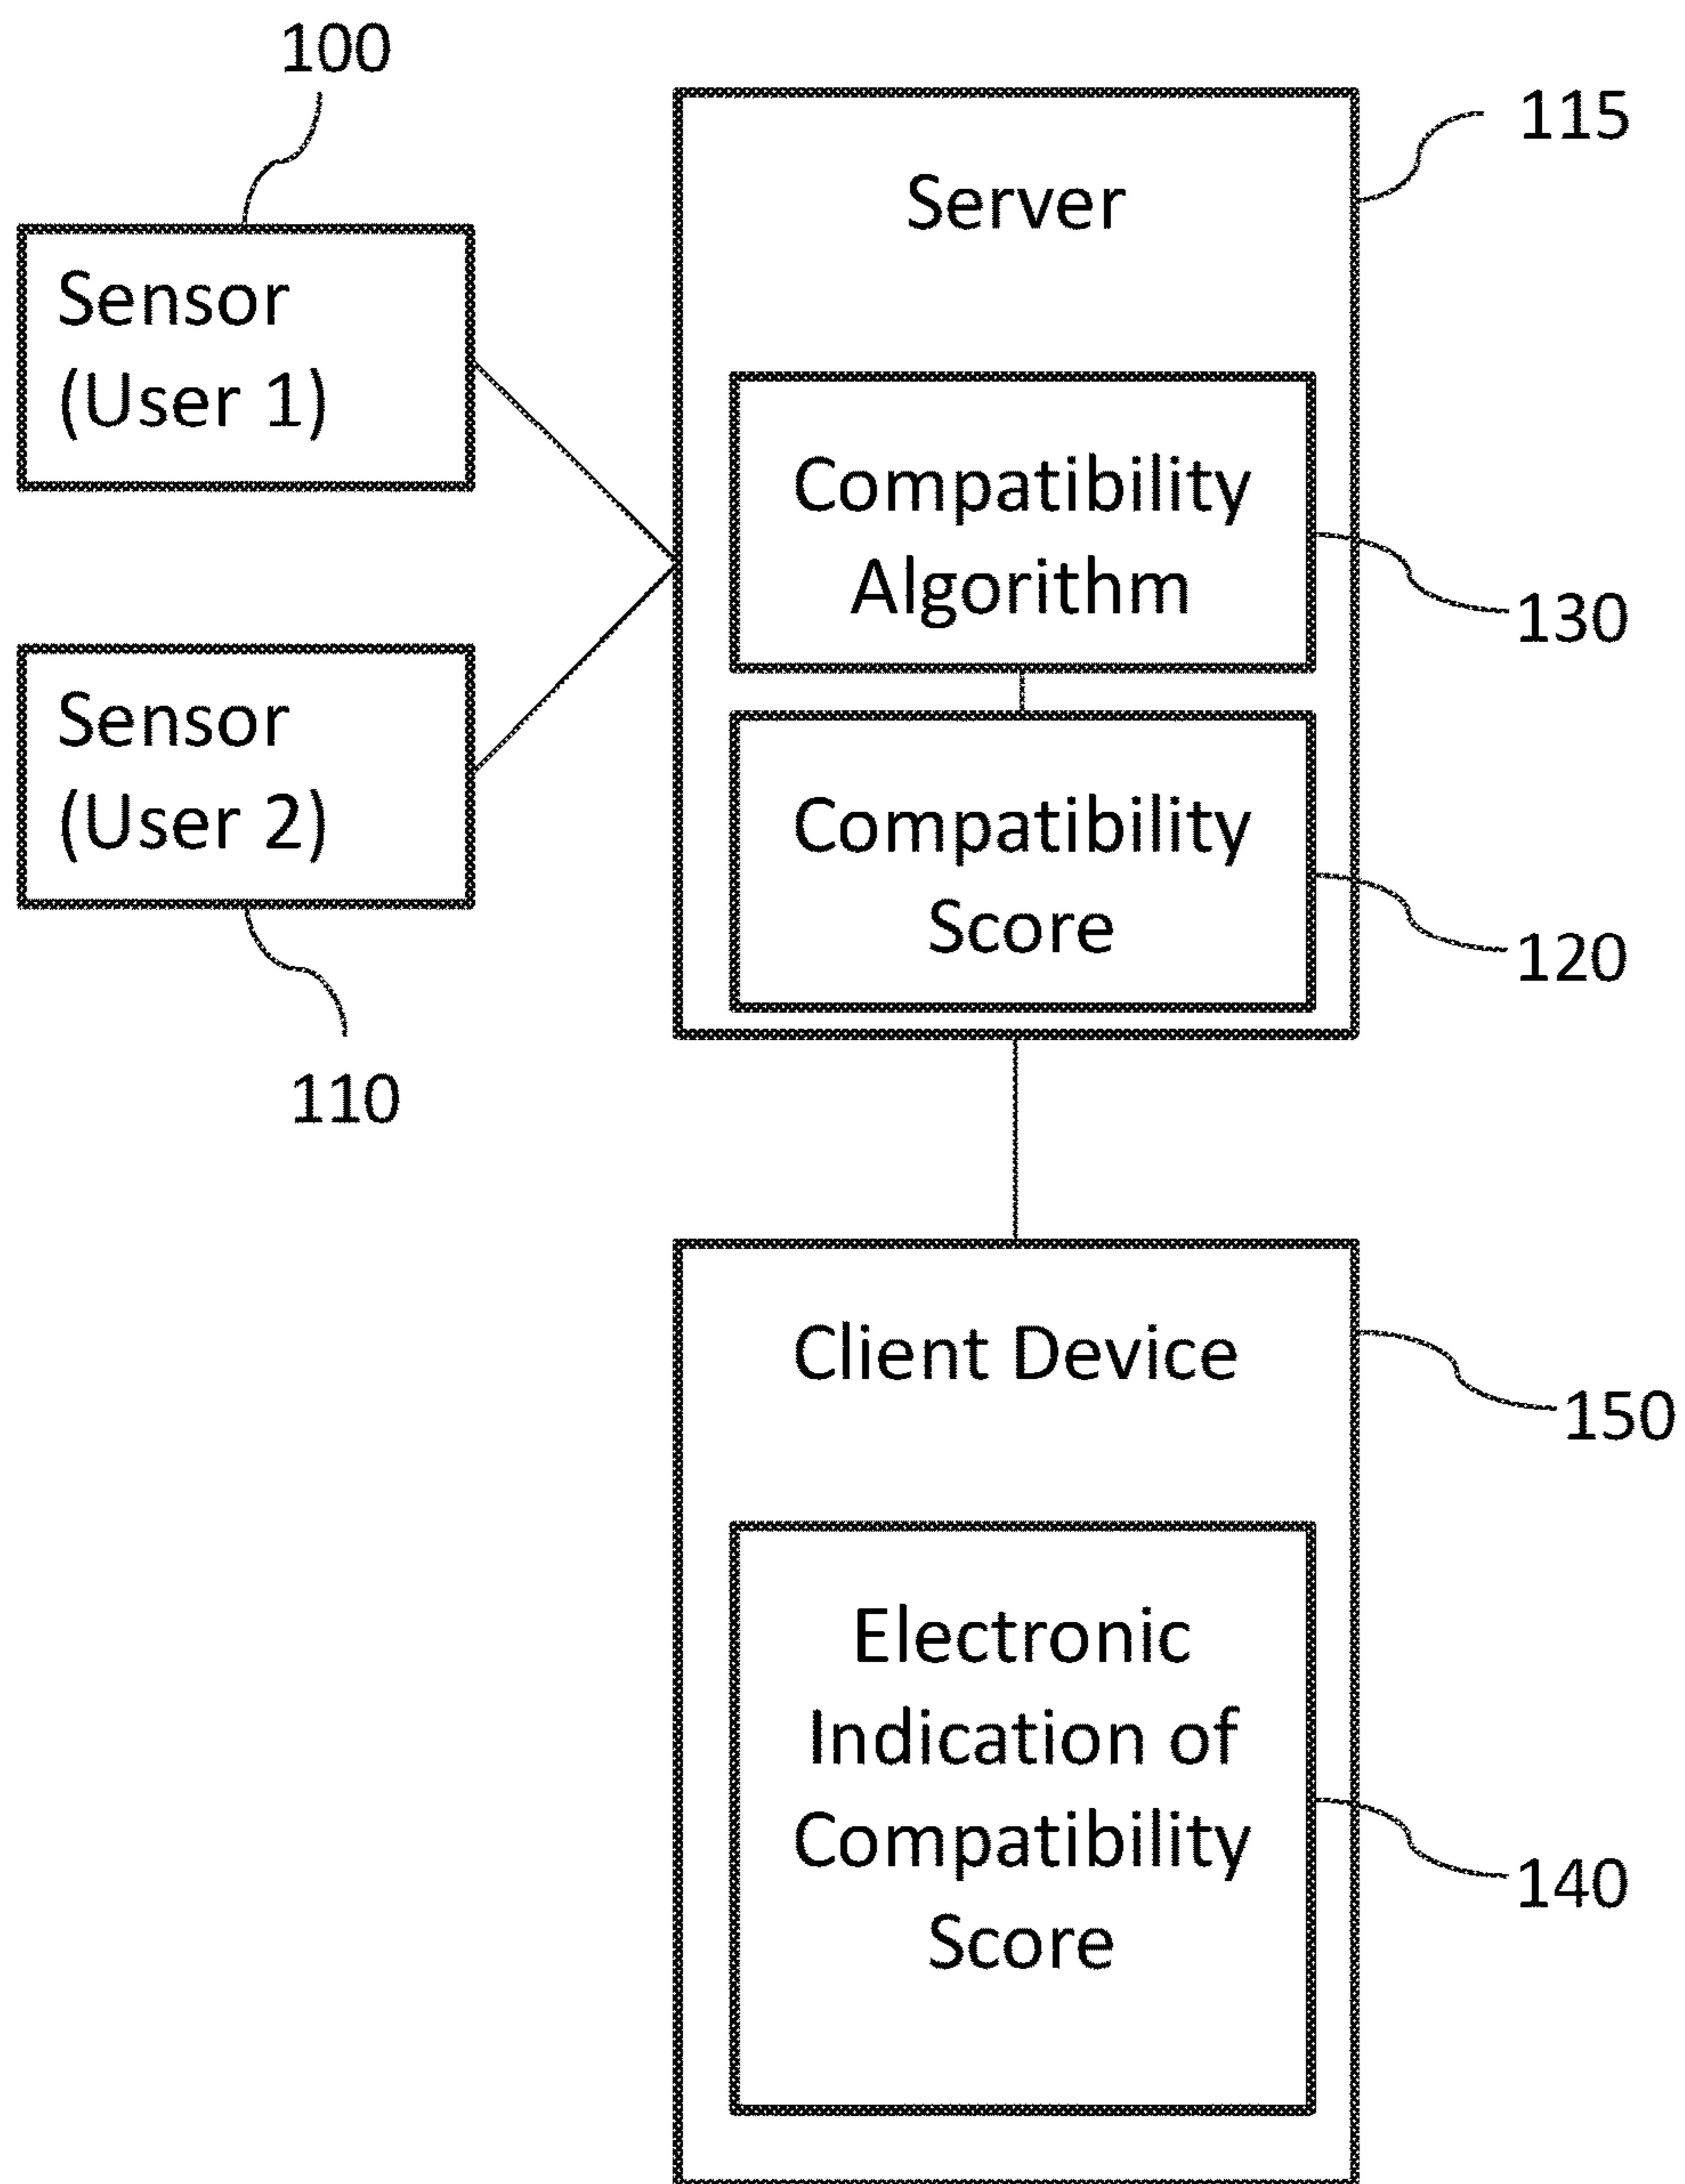 100
Sensor
(User 1)
Sensor
(User 2)
110
Server
115
Compatibility
Algorithm
130
Compatibility
Score
120
Client Device
150
Electronic
Indication of
Compatibility
Score
140